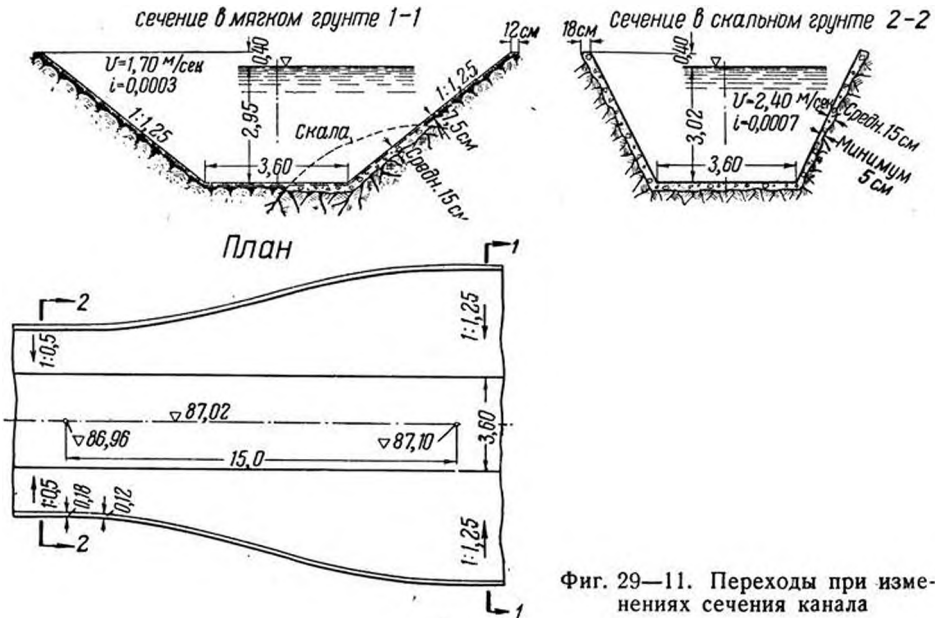 сечение в мягком грунте 1-1
сечение в скальном грунте 2-2
12см
0,40
U=1,70 м/сек
i=0,0003
1:1,25
2,95
1:1,25
Скала
7,5см
3,60
Средн. 15см
18см
0,40
3,02
U=2,40 м/сек
i=0,0007
Средн. 15см
Минимум
5 см
3,60
План
1
2
1:1,25
1:0,5
87,02
3,60
86,96
87,10
15,0
1:0,5
0,18
0,12
1:1,25
2
1
Фиг. 29—11. Переходы при изме-
нениях сечения канала